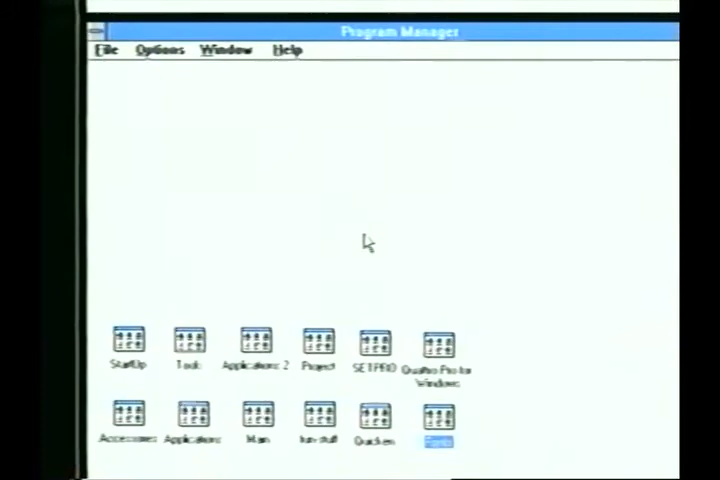 Program Manager
File Options Window Help
StartUp Tools Applications 2 Project SETPRO Quattro Pro for
Windows
Accessories Applications Main fun-stuff Quicken Fonts